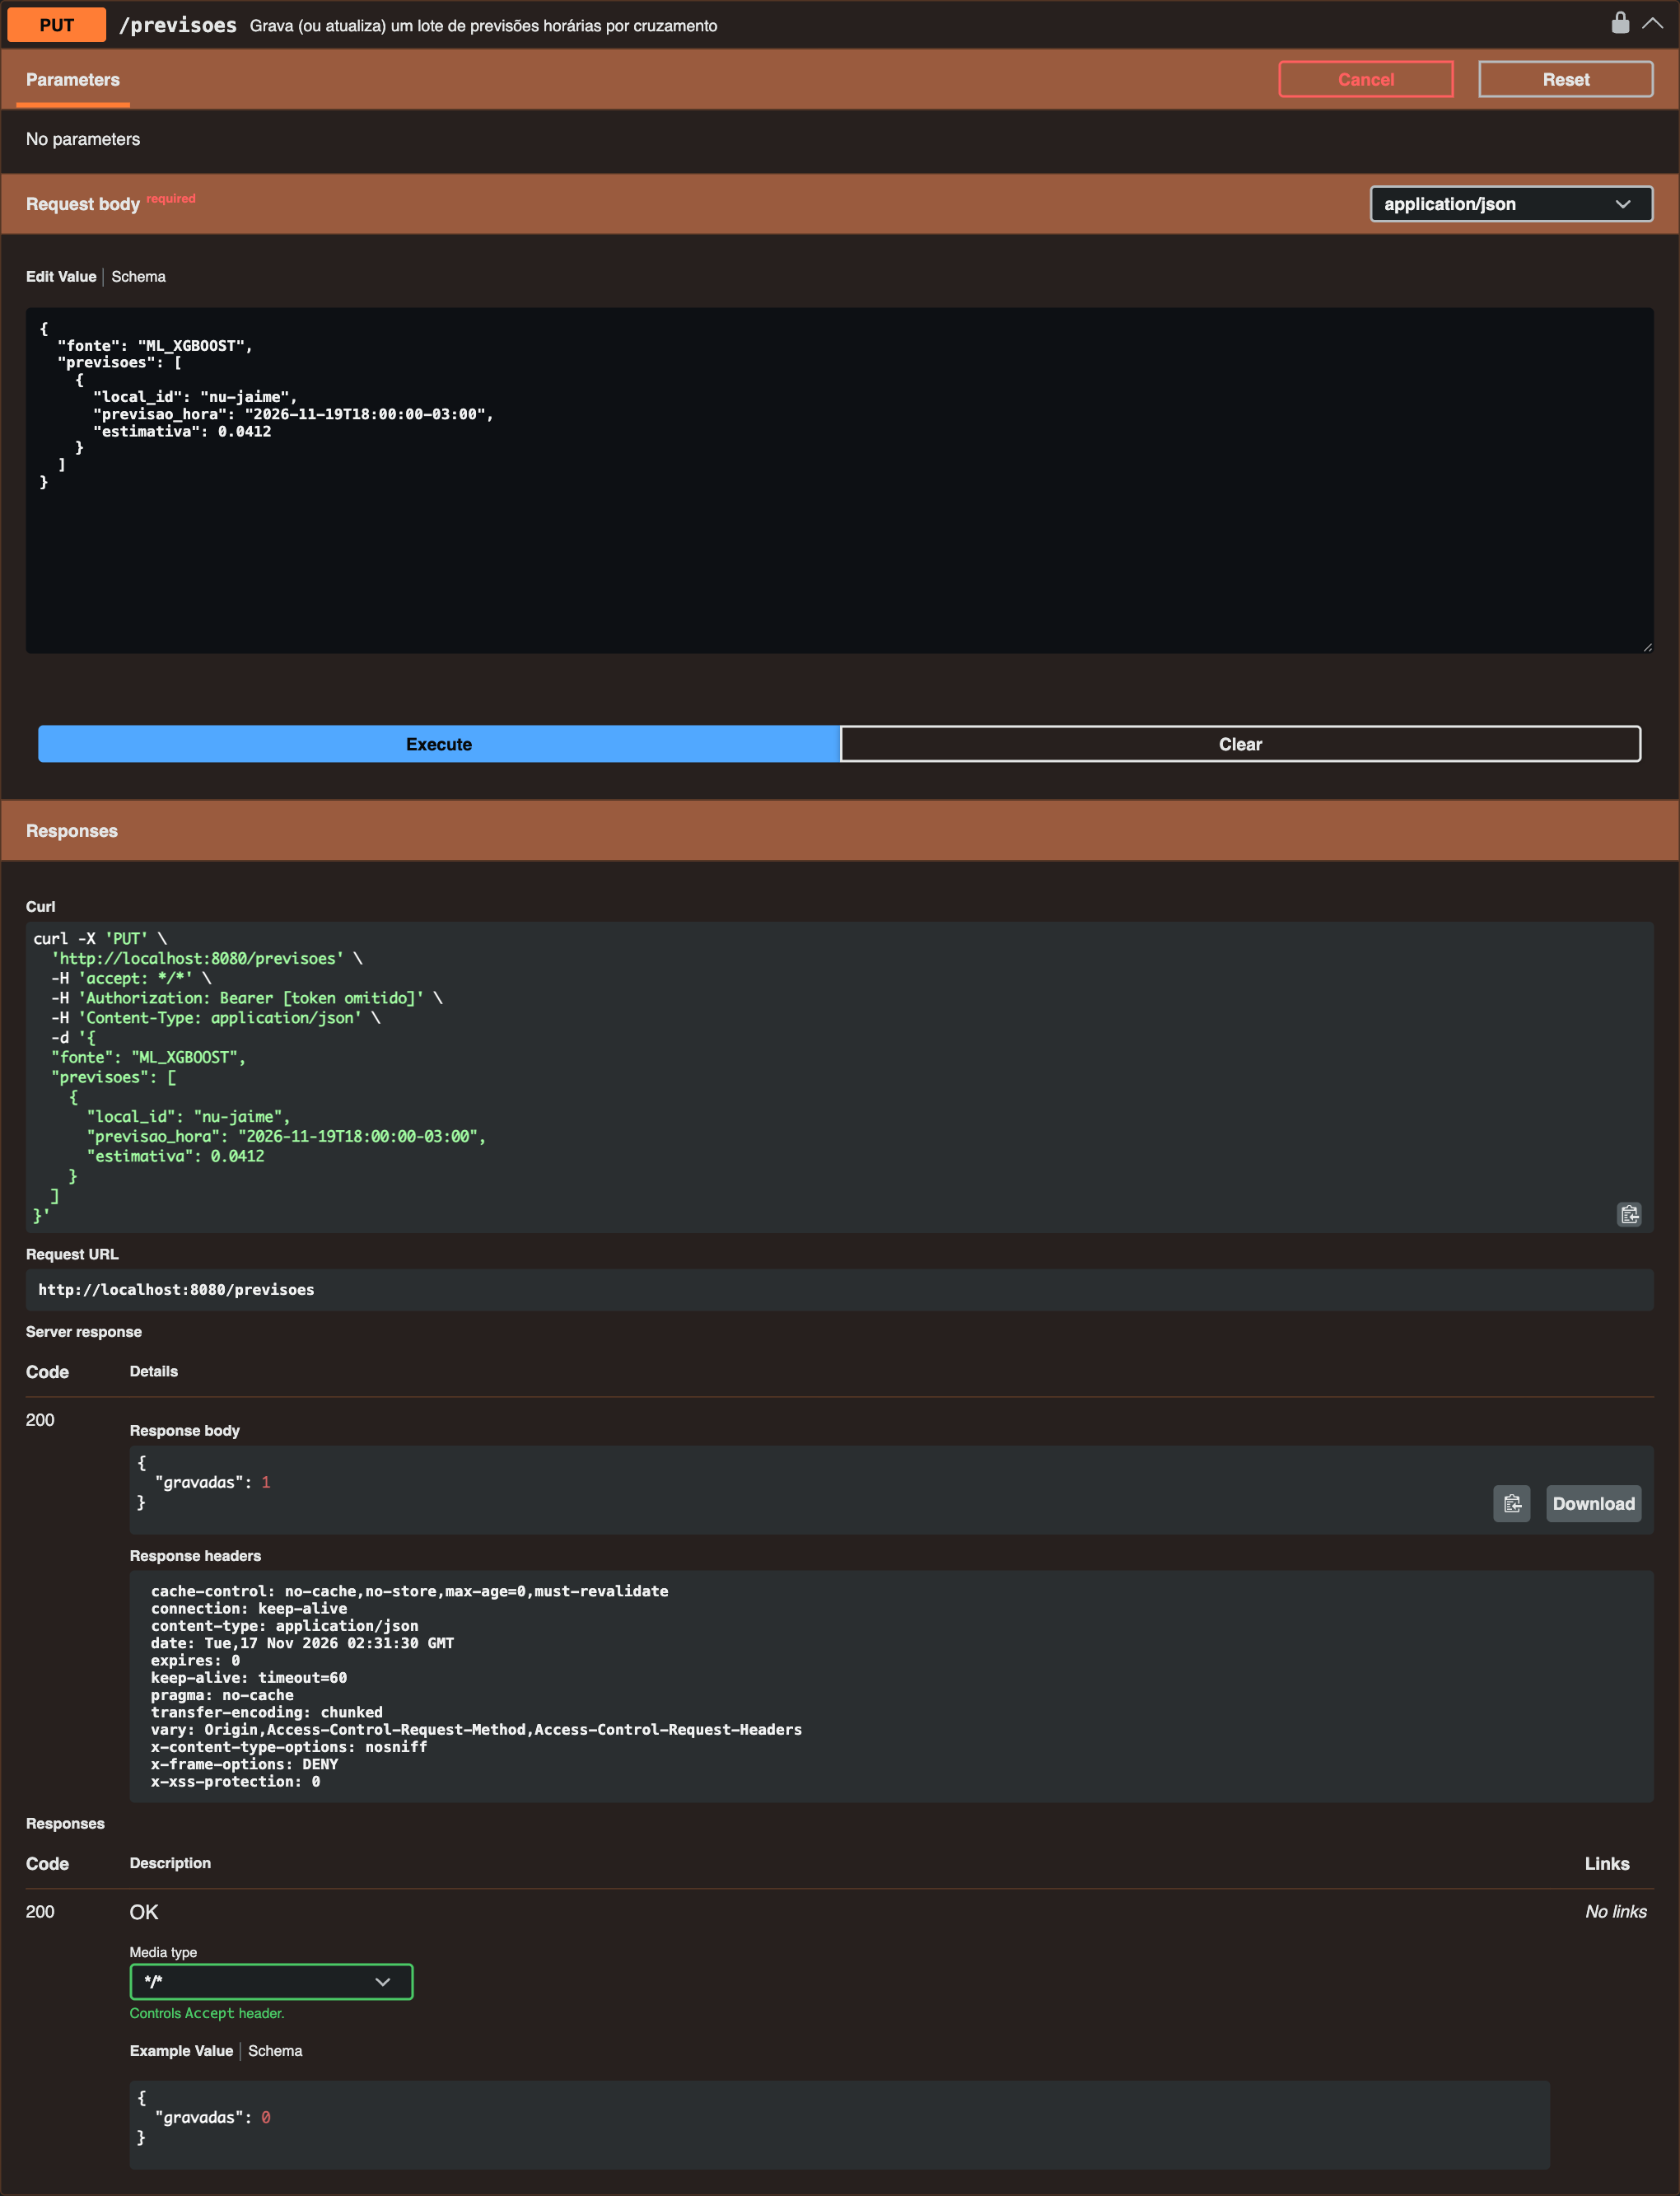 PUT /previsoes Grava (ou atualiza) um lote de previsões horárias por cruzamento
Parameters
Cancel
Reset
No parameters
Request body required
application/json
Edit Value | Schema
{
  "fonte": "ML_XGBOOST",
  "previsoes": [
    {
      "local_id": "nu-jaime",
      "previsao_hora": "2026-11-19T18:00:00-03:00",
      "estimativa": 0.0412
    }
  ]
}
Execute
Clear
Responses
Curl
curl -X 'PUT' \
  'http://localhost:8080/previsoes' \
  -H 'accept: */*' \
  -H 'Authorization: Bearer [token omitido]' \
  -H 'Content-Type: application/json' \
  -d '{
  "fonte": "ML_XGBOOST",
  "previsoes": [
    {
      "local_id": "nu-jaime",
      "previsao_hora": "2026-11-19T18:00:00-03:00",
      "estimativa": 0.0412
    }
  ]
}'
Request URL
http://localhost:8080/previsoes
Server response
Code Details
200
Response body
{
  "gravadas": 1
}
Download
Response headers
cache-control: no-cache,no-store,max-age=0,must-revalidate
connection: keep-alive
content-type: application/json
date: Tue,17 Nov 2026 02:31:30 GMT
expires: 0
keep-alive: timeout=60
pragma: no-cache
transfer-encoding: chunked
vary: Origin,Access-Control-Request-Method,Access-Control-Request-Headers
x-content-type-options: nosniff
x-frame-options: DENY
x-xss-protection: 0
Responses
Code Description Links
200 OK No links
Media type
*/*
Controls Accept header.
Example Value | Schema
{
  "gravadas": 0
}